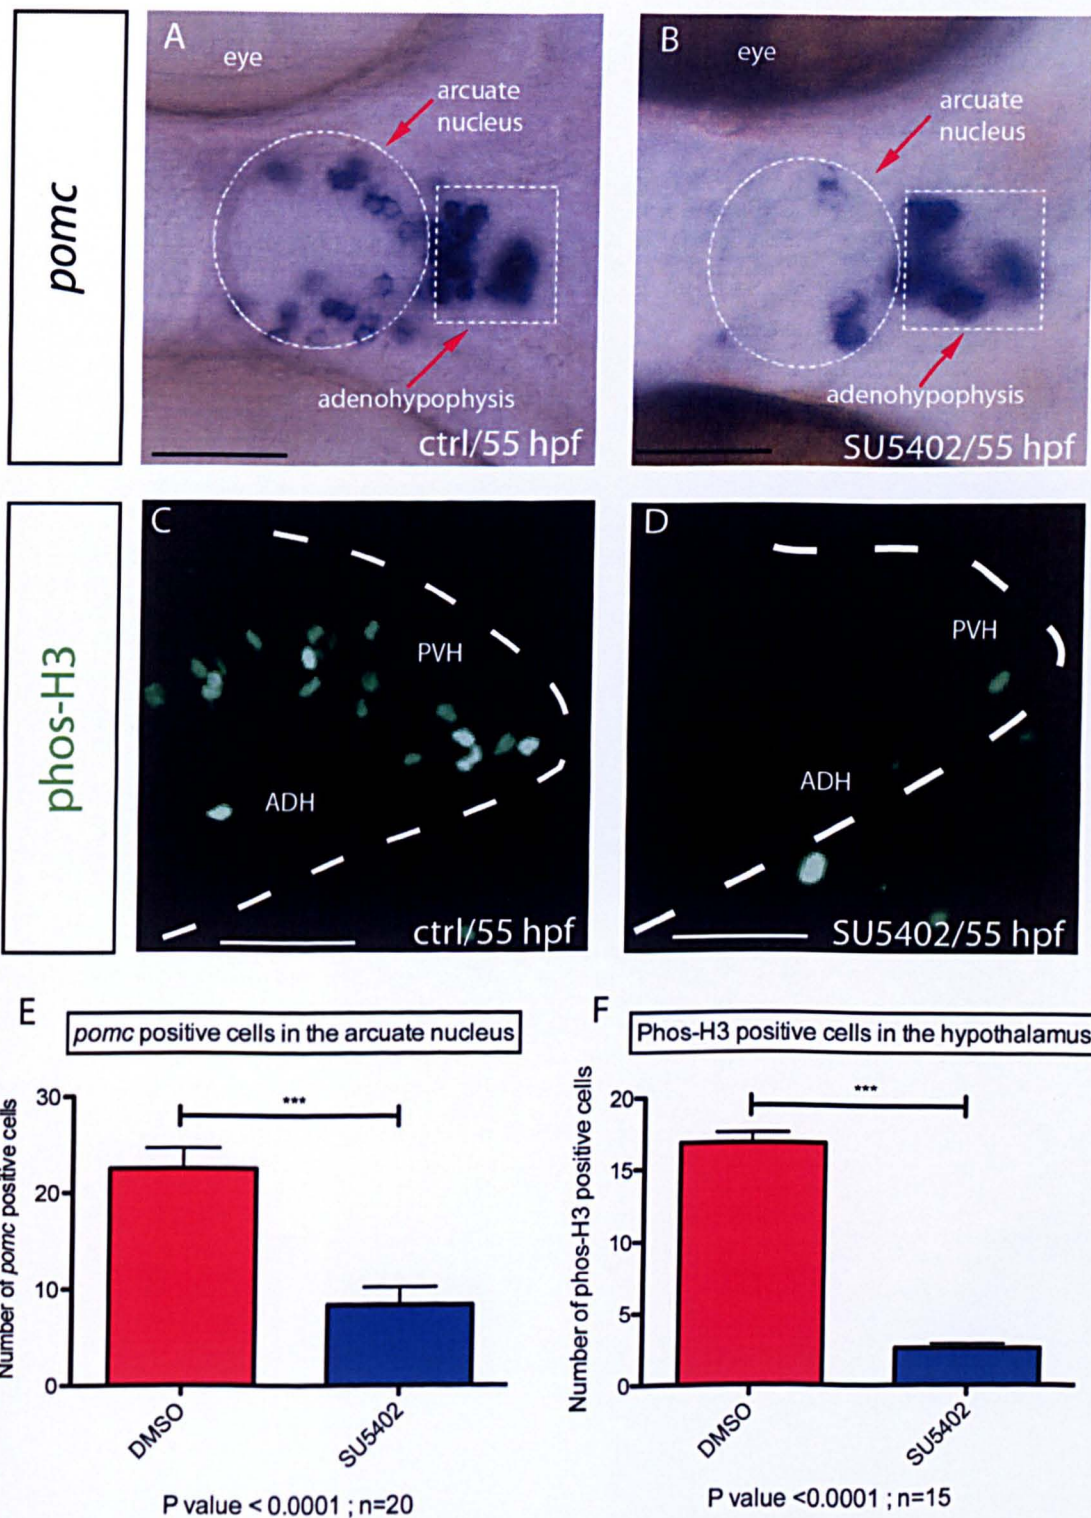 pomc
A
eye
arcuate
nucleus
adenohypophysis
ctrl/55 hpf
B
eye
arcuate
nucleus
adenohypophysis
SU5402/55 hpf
phos-H3
C
PVH
ADH
ctrl/55 hpf
D
PVH
ADH
SU5402/55 hpf
E
pomc positive cells in the arcuate nucleus
Number of pomc positive cells
30
20
10
0
***
DMSO
SU5402
P value < 0.0001 ; n=20
F
Phos-H3 positive cells in the hypothalamus
Number of phos-H3 positive cells
20
15
10
5
0
***
DMSO
SU5402
P value <0.0001 ; n=15